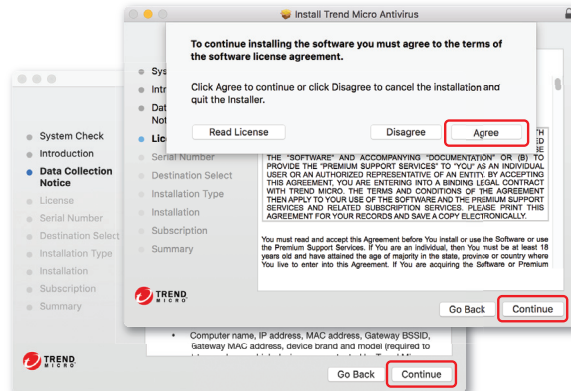 Install Trend Micro Antivirus
To continue installing the software you must agree to the terms of
the software license agreement.
Click Agree to continue or click Disagree to cancel the installation and
quit the Installer.
Read License
Disagree
Agree
Sys
Intr
Dat
Not
Lic
Serial Number
Destination Select
Installation Type
Installation
Subscription
Summary
THE "SOFTWARE" AND ACCOMPANYING "DOCUMENTATION" OR (B) TO
PROVIDE THE "PREMIUM SUPPORT SERVICES" TO "YOU" AS AN INDIVIDUAL
USER OR AN AUTHORIZED REPRESENTATIVE OF AN ENTITY. BY ACCEPTING
THIS AGREEMENT, YOU ARE ENTERING INTO A BINDING LEGAL CONTRACT
WITH TREND MICRO. THE TERMS AND CONDITIONS OF THE AGREEMENT
THEN APPLY TO YOUR USE OF THE SOFTWARE AND THE PREMIUM SUPPORT
SERVICES AND RELATED SUBSCRIPTION SERVICES. PLEASE PRINT THIS
AGREEMENT FOR YOUR RECORDS AND SAVE A COPY ELECTRONICALLY.
You must read and accept this Agreement before You install or use the Software or use
the Premium Support Services. If You are an individual, then You must be at least 18
years old and have attained the age of majority in the state, province or country where
You live to enter into this Agreement. If You are acquiring the Software or Premium
TREND
MICRO
Go Back
Continue
System Check
Introduction
Data Collection
Notice
License
Serial Number
Destination Select
Installation Type
Installation
Subscription
Summary
• Computer name, IP address, MAC address, Gateway BSSID,
Gateway MAC address, device brand and model (required to
TREND
MICRO
Go Back
Continue